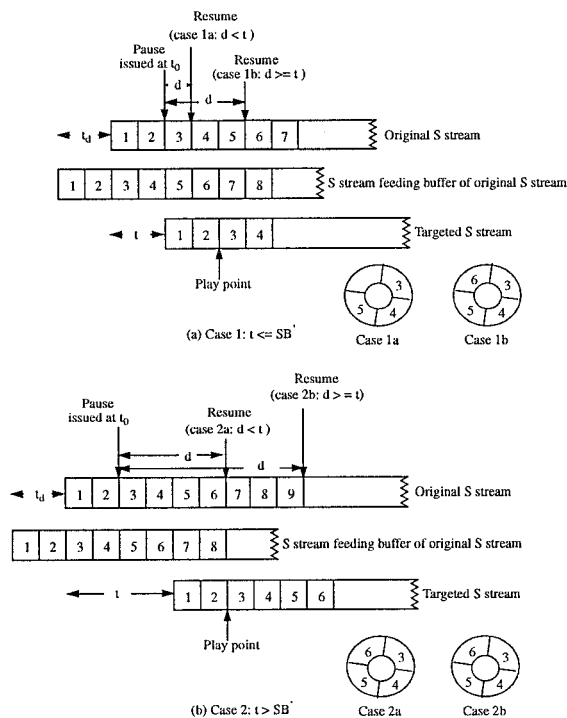 Resume
(case 1a: d < t )
Pause
issued at t0
Resume
(case 1b: d >= t )
d
d
td
1 2 3 4 5 6 7
Original S stream
1 2 3 4 5 6 7 8
S stream feeding buffer of original S stream
t
1 2 3 4
Targeted S stream
Play point
5 4 3
6 3 5 4
(a) Case 1: t <= SB'
Case 1a
Case 1b
Resume
(case 2b: d > = t)
Pause
issued at t0
Resume
(case 2a: d < t )
d
d
td
1 2 3 4 5 6 7 8 9
Original S stream
1 2 3 4 5 6 7 8
S stream feeding buffer of original S stream
t
1 2 3 4 5 6
Targeted S stream
Play point
6 3 5 4
6 3 5 4
(b) Case 2: t > SB'
Case 2a
Case 2b